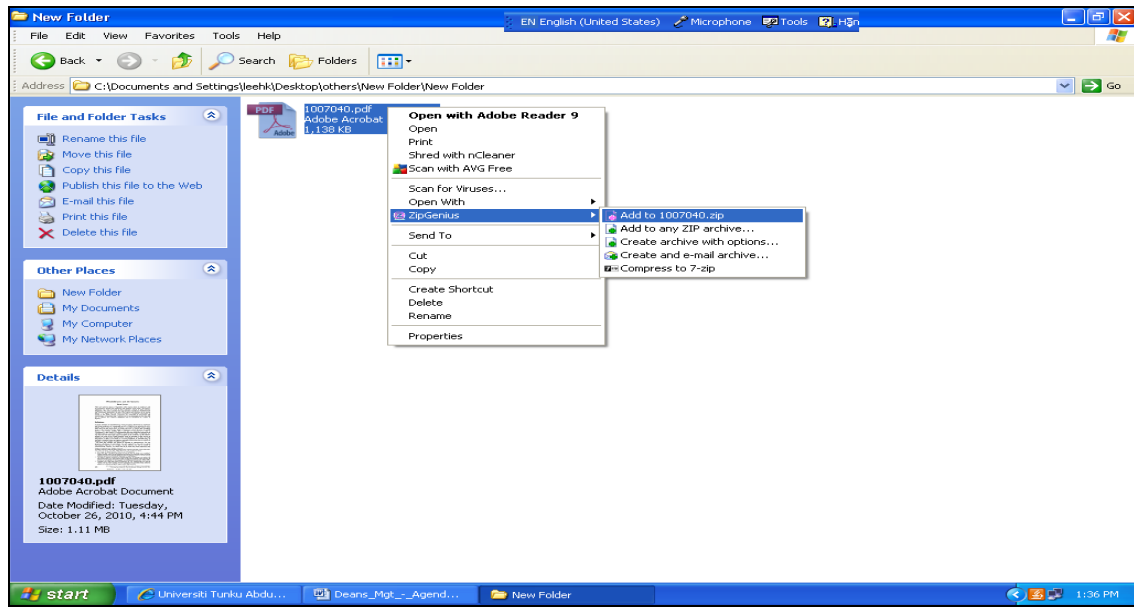 New Folder
EN English (United States) Microphone Tools
File Edit View Favorites Tools Help
Back Search Folders
Address C:\Documents and Settings\leehk\Desktop\others\New Folder\New Folder Go
File and Folder Tasks
Rename this file
Move this file
Copy this file
Publish this file to the Web
E-mail this file
Print this file
Delete this file
Other Places
New Folder
My Documents
My Computer
My Network Places
Details
1007040.pdf
Adobe Acrobat Document
Date Modified: Tuesday,
October 26, 2010, 4:44 PM
Size: 1.11 MB
PDF
Adobe
1007040.pdf
Adobe Acrobat
1,138 KB
Open with Adobe Reader 9
Open
Print
Shred with nCleaner
Scan with AVG Free
Scan for Viruses...
Open With
ZipGenius
Send To
Cut
Copy
Create Shortcut
Delete
Rename
Properties
Add to 1007040.zip
Add to any ZIP archive...
Create archive with options...
Create and e-mail archive...
Compress to 7-zip
start Universiti Tunku Abdu... Deans_Mgt_-_Agend... New Folder 1:36 PM